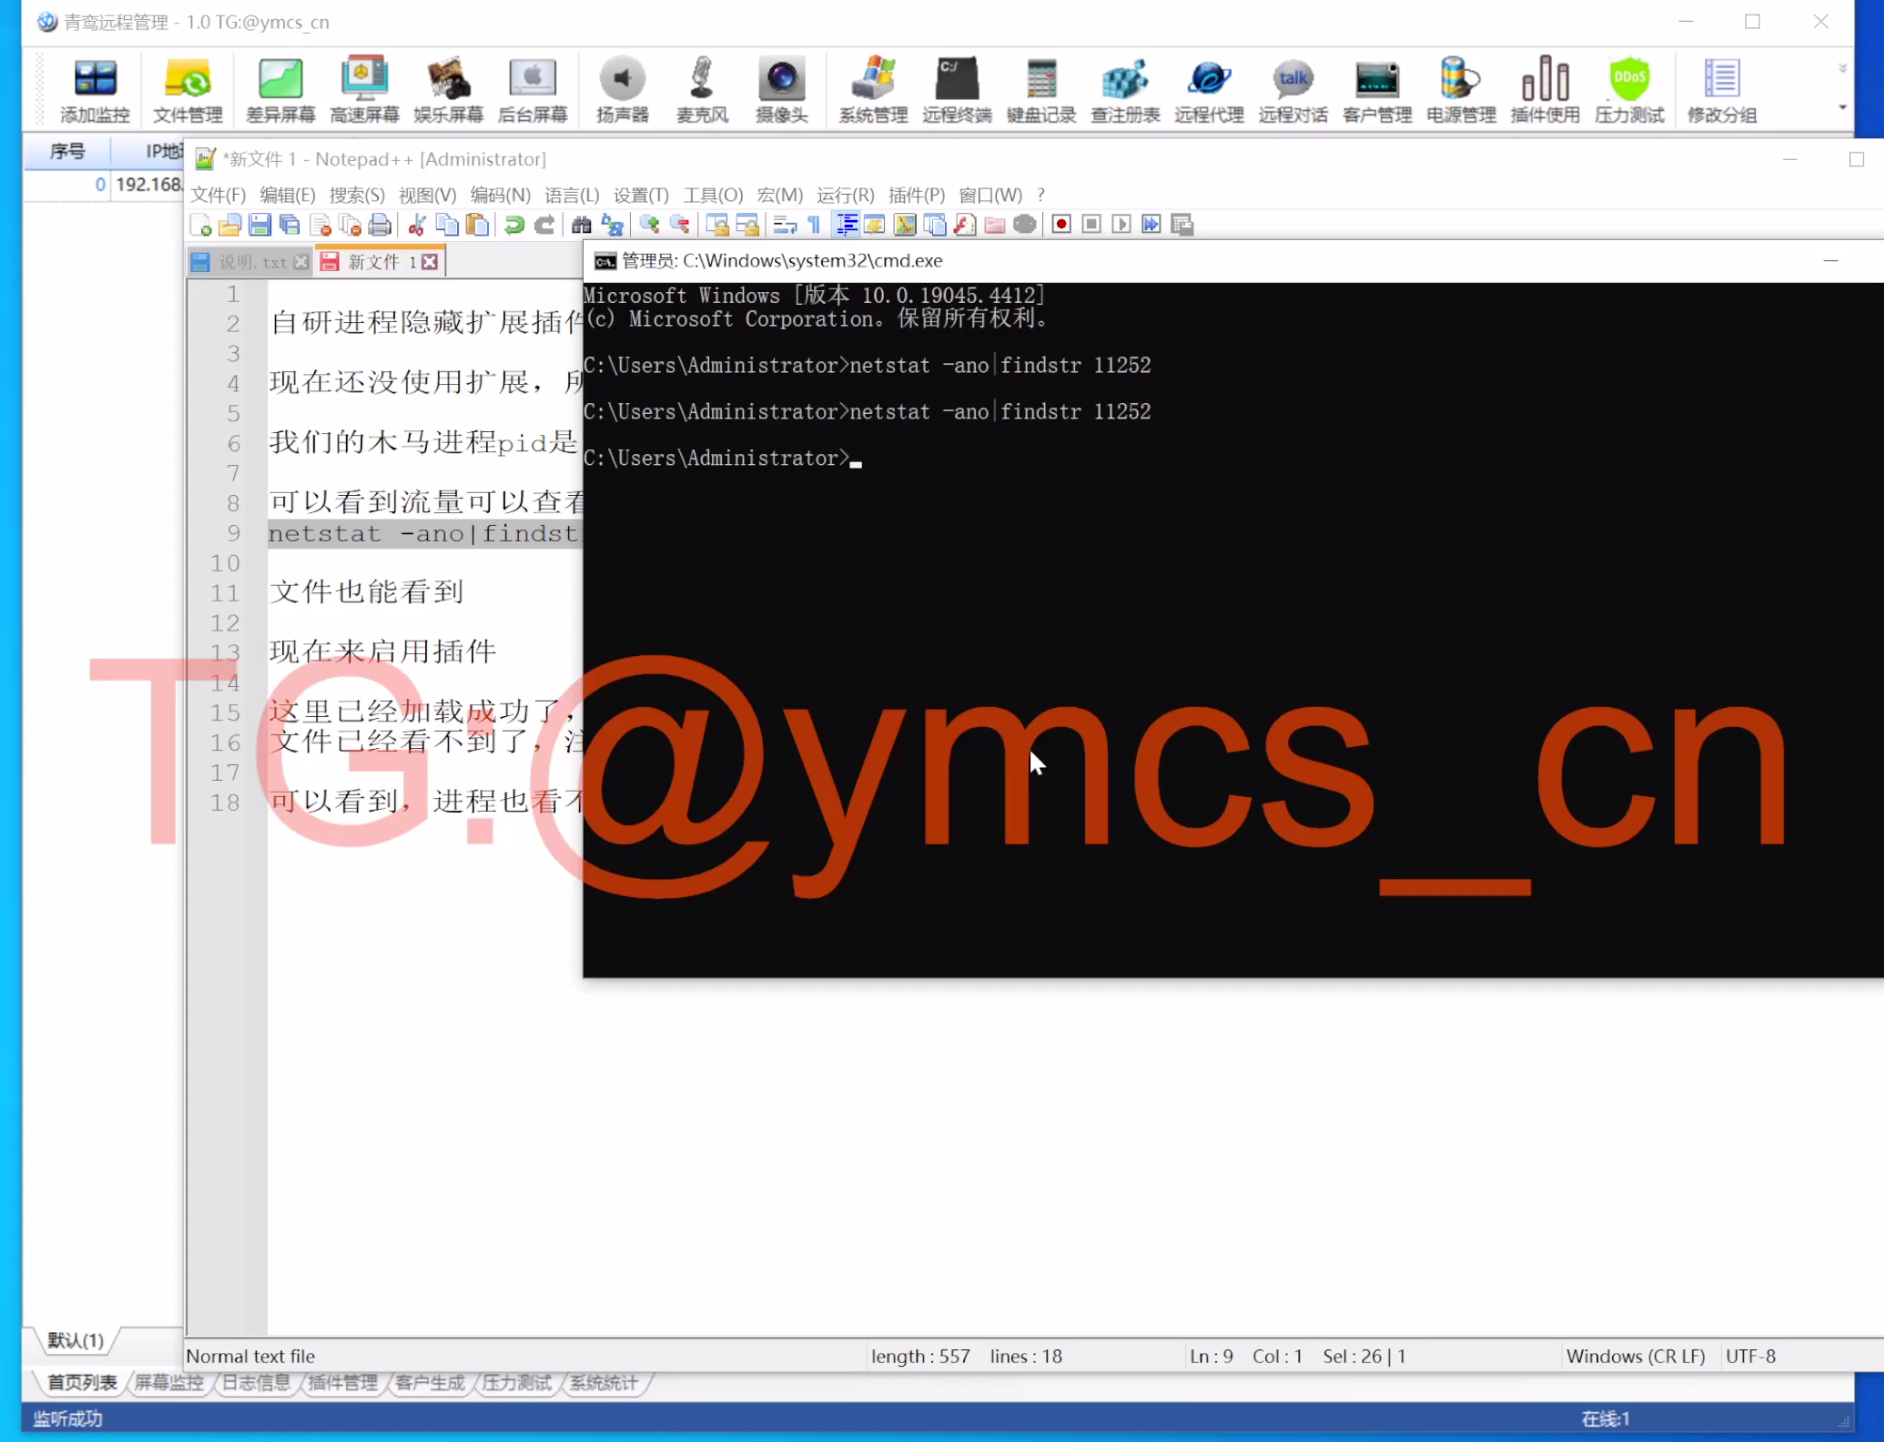 青鸾远程管理 - 1.0 TG:@ymcs_cn
添加监控 文件管理 差异屏幕 高速屏幕 娱乐屏幕 后台屏幕 扬声器 麦克风 摄像头 系统管理 远程终端 键盘记录 查注册表 远程代理 远程对话 客户管理 电源管理 插件使用 压力测试 修改分组
C:/
talk
DDoS
序号 IP地
0 192.168.
*新文件 1 - Notepad++ [Administrator]
文件(F) 编辑(E) 搜索(S) 视图(V) 编码(N) 语言(L) 设置(T) 工具(O) 宏(M) 运行(R) 插件(P) 窗口(W) ?
说明.txt 新文件 1
1
2 自研进程隐藏扩展插件
3
4 现在还没使用扩展，所
5
6 我们的木马进程pid是
7
8 可以看到流量可以查看
9 netstat -ano|findst
10
11 文件也能看到
12
13 现在来启用插件
14
15 这里已经加载成功了，
16 文件已经看不到了，注
17
18 可以看到，进程也看不
管理员: C:\Windows\system32\cmd.exe
Microsoft Windows [版本 10.0.19045.4412]
(c) Microsoft Corporation。保留所有权利。
C:\Users\Administrator>netstat -ano|findstr 11252
C:\Users\Administrator>netstat -ano|findstr 11252
C:\Users\Administrator>
TG:@ymcs_cn
Normal text file length : 557 lines : 18 Ln : 9 Col : 1 Sel : 26 | 1 Windows (CR LF) UTF-8
默认(1)
首页列表 屏幕监控 日志信息 插件管理 客户生成 压力测试 系统统计
监听成功 在线:1